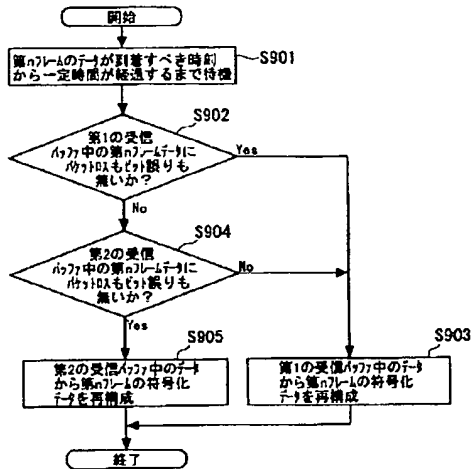 開始
第nフレームのデータが到着すべき時刻
から一定時間が経過するまで待機
S901
S902
第1の受信
バッファ中の第nフレームデータに
パケットロスもビット誤りも
無いか?
Yes
No
S904
第2の受信
バッファ中の第nフレームデータに
パケットロスもビット誤りも
無いか?
No
Yes
S905
第2の受信バッファ中のデータ
から第nフレームの符号化
データを再構成
S903
第1の受信バッファ中のデータ
から第nフレームの符号化
データを再構成
終了